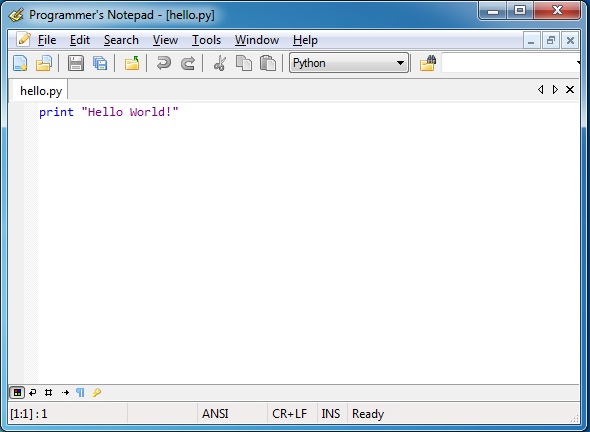 Programmer's Notepad - [hello.py]
File Edit Search View Tools Window Help
Python
hello.py
print "Hello World!"
[1:1] : 1 ANSI CR+LF INS Ready